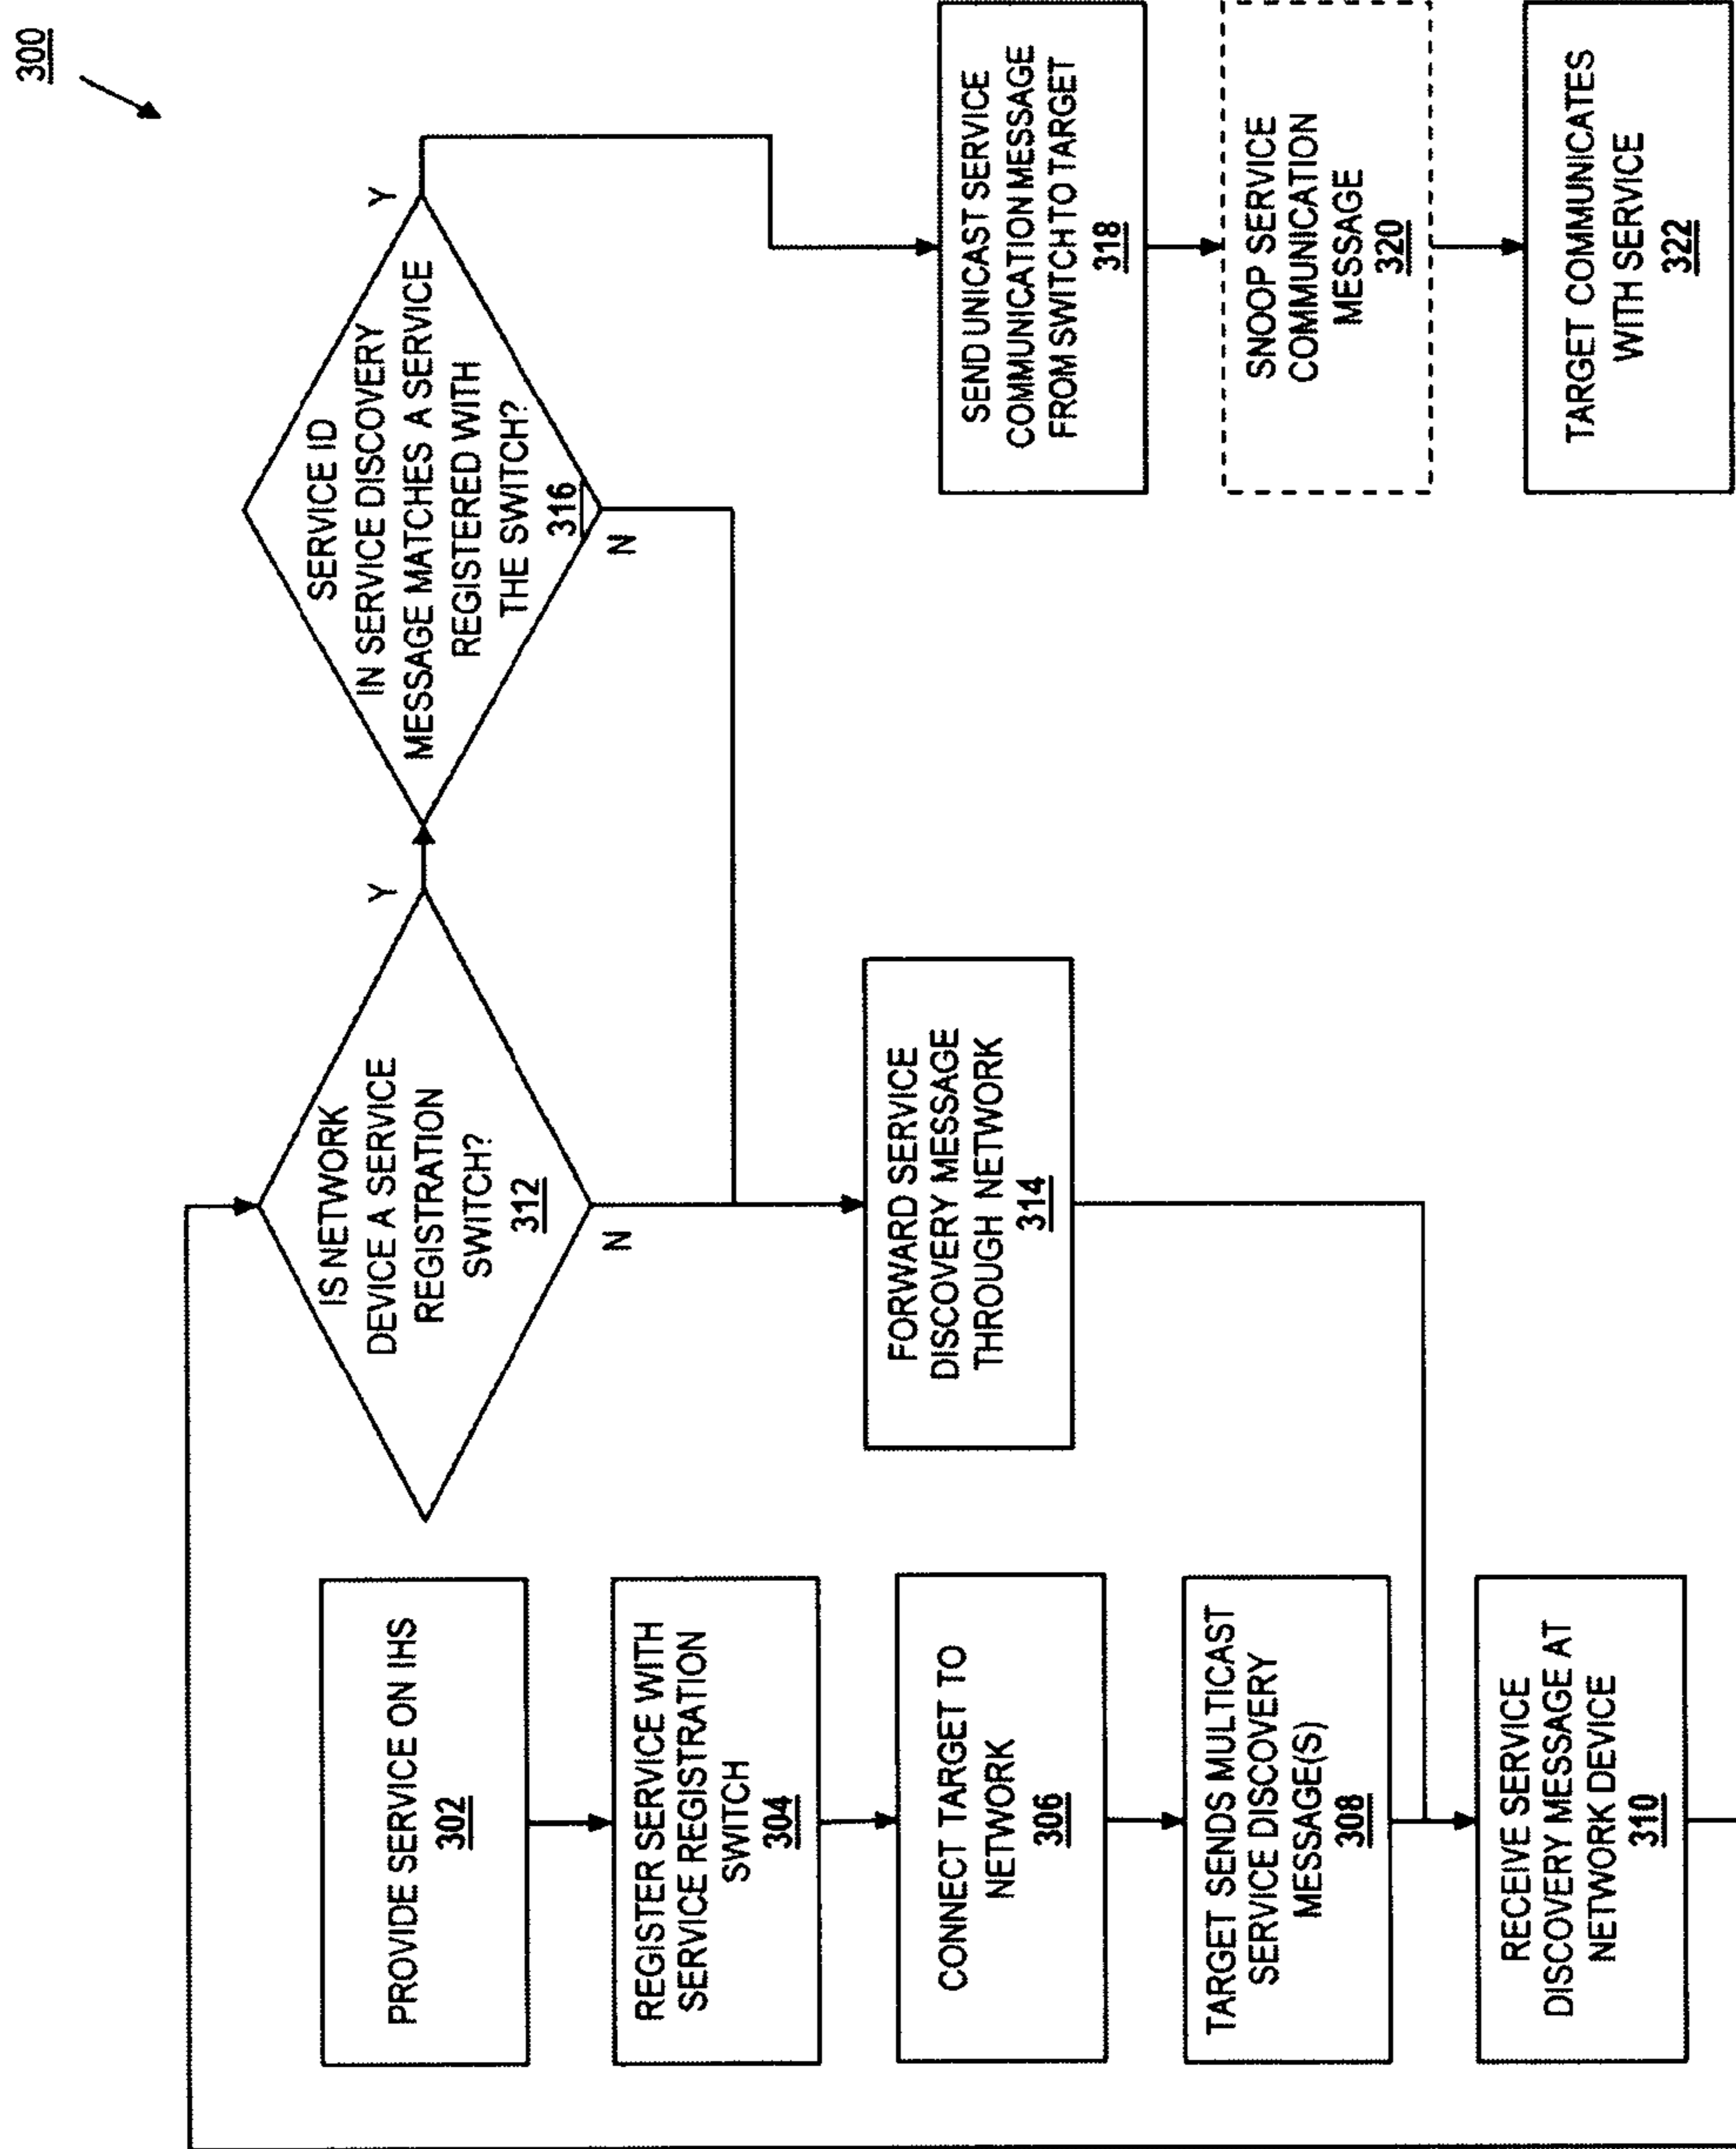 300
PROVIDE SERVICE ON IHS
302
REGISTER SERVICE WITH
SERVICE REGISTRATION
SWITCH
304
CONNECT TARGET TO
NETWORK
306
TARGET SENDS MULTICAST
SERVICE DISCOVERY
MESSAGE(S)
308
RECEIVE SERVICE
DISCOVERY MESSAGE AT
NETWORK DEVICE
310
IS NETWORK
DEVICE A SERVICE
REGISTRATION
SWITCH?
312
Y
N
FORWARD SERVICE
DISCOVERY MESSAGE
THROUGH NETWORK
314
SERVICE ID
IN SERVICE DISCOVERY
MESSAGE MATCHES A SERVICE
REGISTERED WITH
THE SWITCH?
316
Y
N
SEND UNICAST SERVICE
COMMUNICATION MESSAGE
FROM SWITCH TO TARGET
318
SNOOP SERVICE
COMMUNICATION
MESSAGE
320
TARGET COMMUNICATES
WITH SERVICE
322